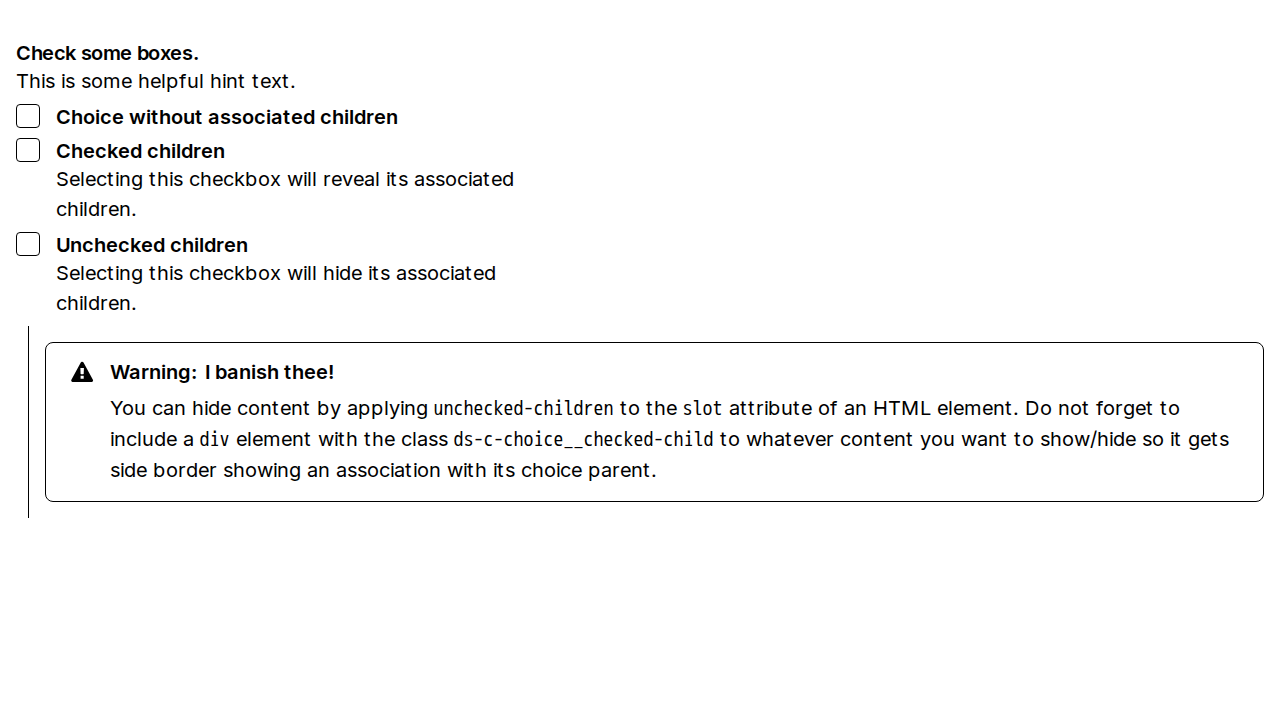 Check some boxes.
This is some helpful hint text.
Choice without associated children
Checked children
Selecting this checkbox will reveal its associated
children.
Unchecked children
Selecting this checkbox will hide its associated
children.
Warning: I banish thee!
You can hide content by applying unchecked-children to the slot attribute of an HTML element. Do not forget to
include a div element with the class ds-c-choice__checked-child to whatever content you want to show/hide so it gets
side border showing an association with its choice parent.